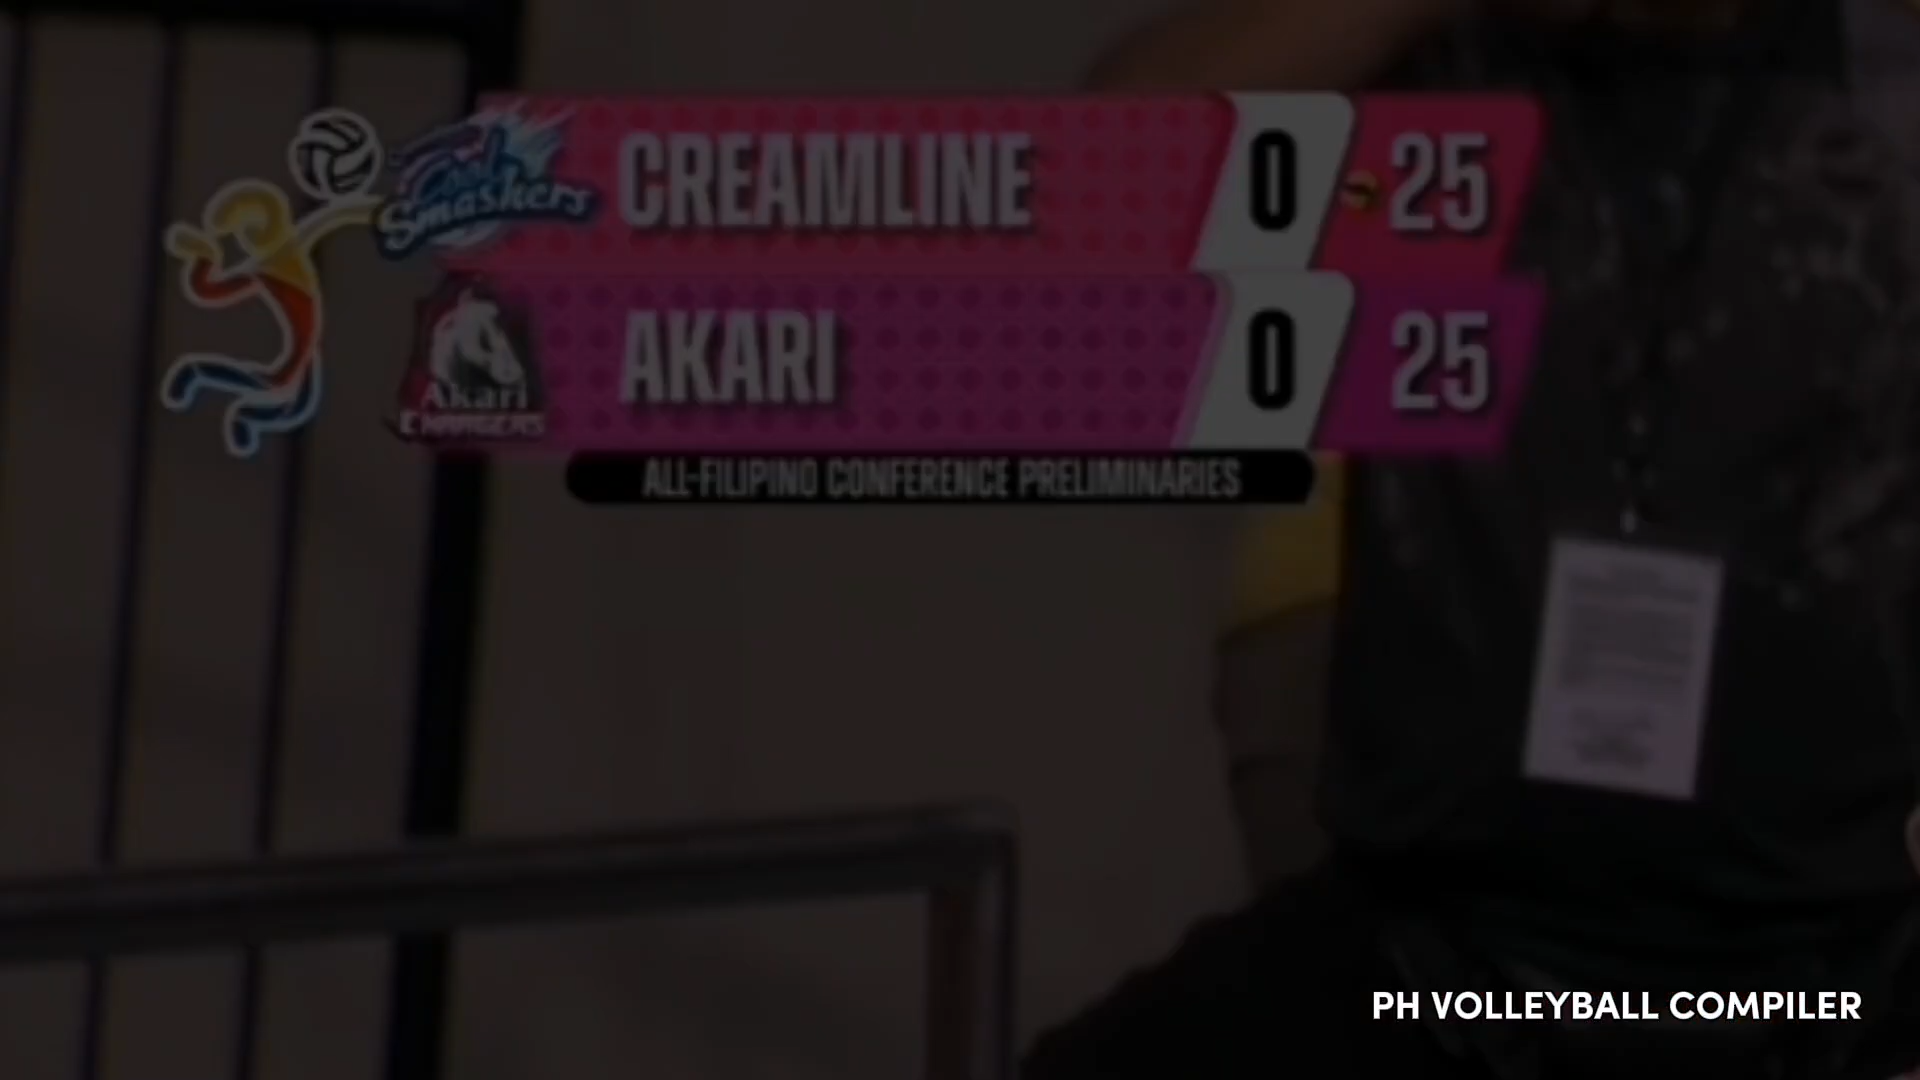 Cool
Smashers
CREAMLINE
0
25
Akari
CHARGERS
AKARI
0
25
ALL-FILIPINO CONFERENCE PRELIMINARIES
PH VOLLEYBALL COMPILER